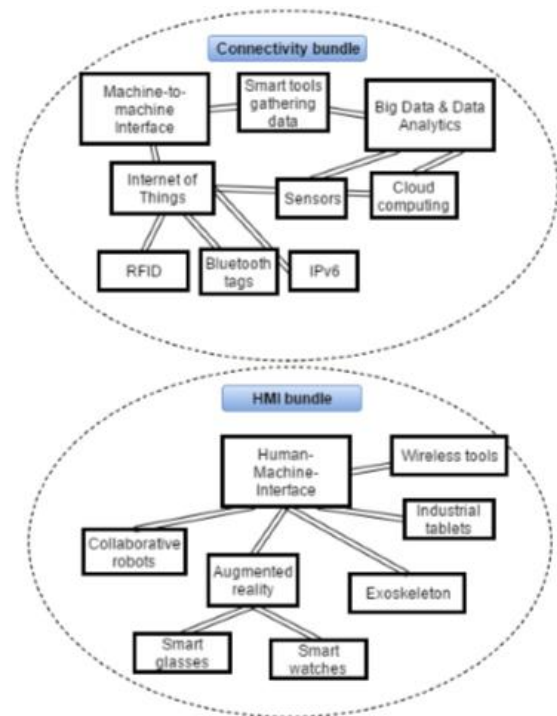 Connectivity bundle
Machine-to-
machine
Interface
Smart tools
gathering
data
Big Data & Data
Analytics
Internet of
Things
Sensors
Cloud
computing
RFID
Bluetooth
tags
IPv6
HMI bundle
Human-
Machine-
Interface
Wireless tools
Industrial
tablets
Collaborative
robots
Augmented
reality
Exoskeleton
Smart
glasses
Smart
watches